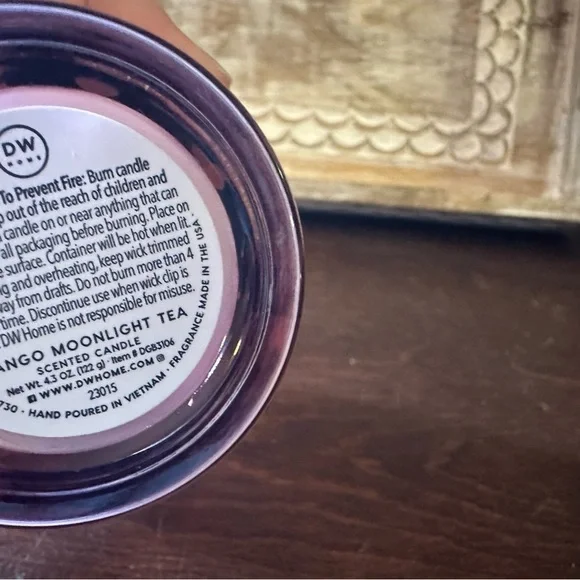 DW
HOME
To Prevent Fire: Burn candle
out of the reach of children and
candle on or near anything that can
all packaging before burning. Place on
surface. Container will be hot when lit.
and overheating, keep wick trimmed
from drafts. Do not burn more than 4
time. Discontinue when wick clip is
DW Home is not responsible for misuse.
ANGO MOONLIGHT TEA
SCENTED CANDLE
Net Wt. 4.3 OZ. (122 g) · Item # DGB3106
WWW.DWHOME.COM
23015
730 · HAND POURED IN VIETNAM · FRAGRANCE MADE IN THE USA ·